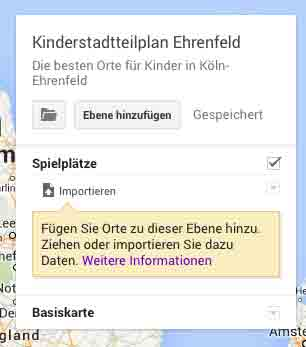 Kinderstadtteilplan Ehrenfeld
Die besten Orte für Kinder in Köln-
Ehrenfeld
Ebene hinzufügen
Gespeichert
Spielplätze
Importieren
Fügen Sie Orte zu dieser Ebene hinzu.
Ziehen oder importieren Sie dazu
Daten. Weitere Informationen
Basiskarte
gland